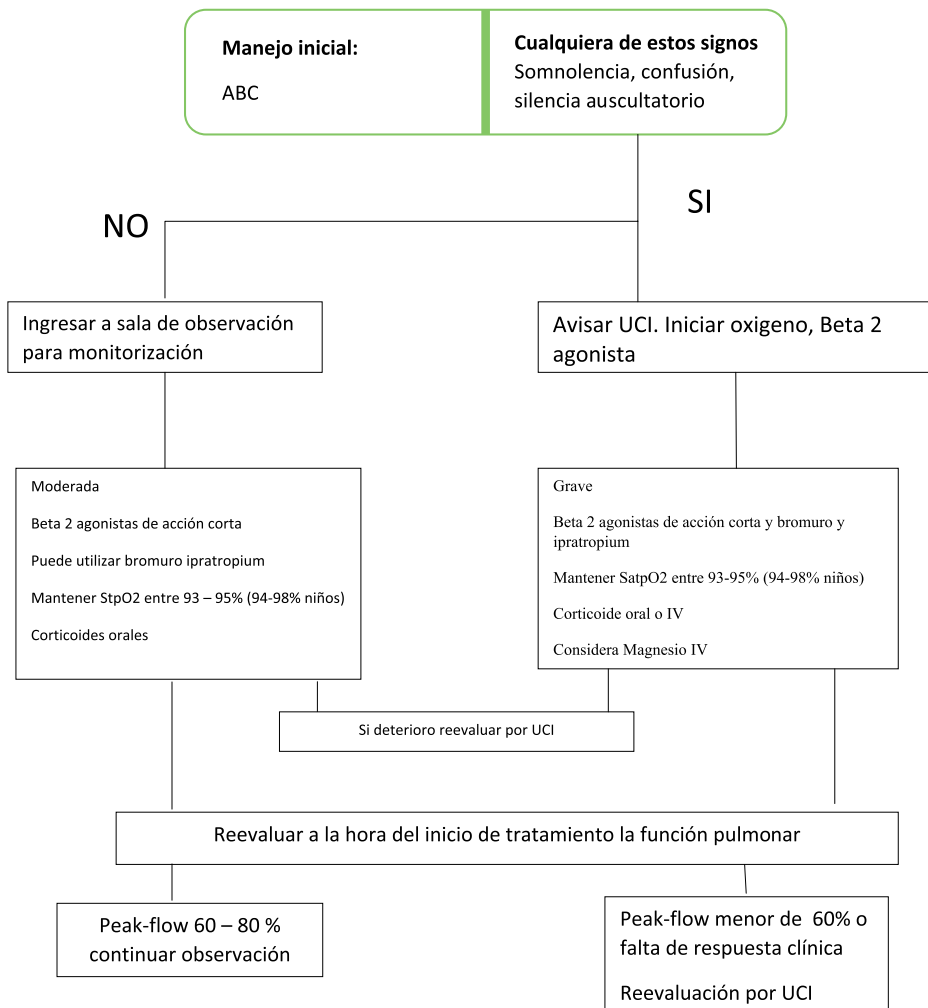 Manejo inicial:
ABC
Cualquiera de estos signos
Somnolencia, confusión,
silencia auscultatorio
NO
SI
Ingresar a sala de observación
para monitorización
Avisar UCI. Iniciar oxigeno, Beta 2
agonista
Moderada
Beta 2 agonistas de acción corta
Puede utilizar bromuro ipratropium
Mantener StpO2 entre 93 – 95% (94-98% niños)
Corticoides orales
Grave
Beta 2 agonistas de acción corta y bromuro y
ipratropium
Mantener SatpO2 entre 93-95% (94-98% niños)
Corticoide oral o IV
Considera Magnesio IV
Si deterioro reevaluar por UCI
Reevaluar a la hora del inicio de tratamiento la función pulmonar
Peak-flow 60 – 80 %
continuar observación
Peak-flow menor de  60% o
falta de respuesta clínica
Reevaluación por UCI